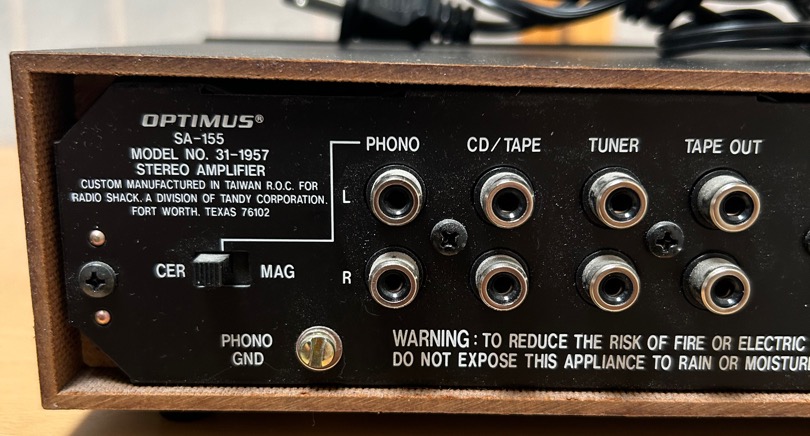 OPTIMUS®
SA-155
MODEL NO. 31-1957
STEREO AMPLIFIER
CUSTOM MANUFACTURED IN TAIWAN R.O.C. FOR
RADIO SHACK. A DIVISION OF TANDY CORPORATION.
FORT WORTH. TEXAS 76102
PHONO CD/TAPE TUNER TAPE OUT
L
CER MAG R
PHONO
GND
WARNING: TO REDUCE THE RISK OF FIRE OR ELECTRIC
DO NOT EXPOSE THIS APPLIANCE TO RAIN OR MOISTUR